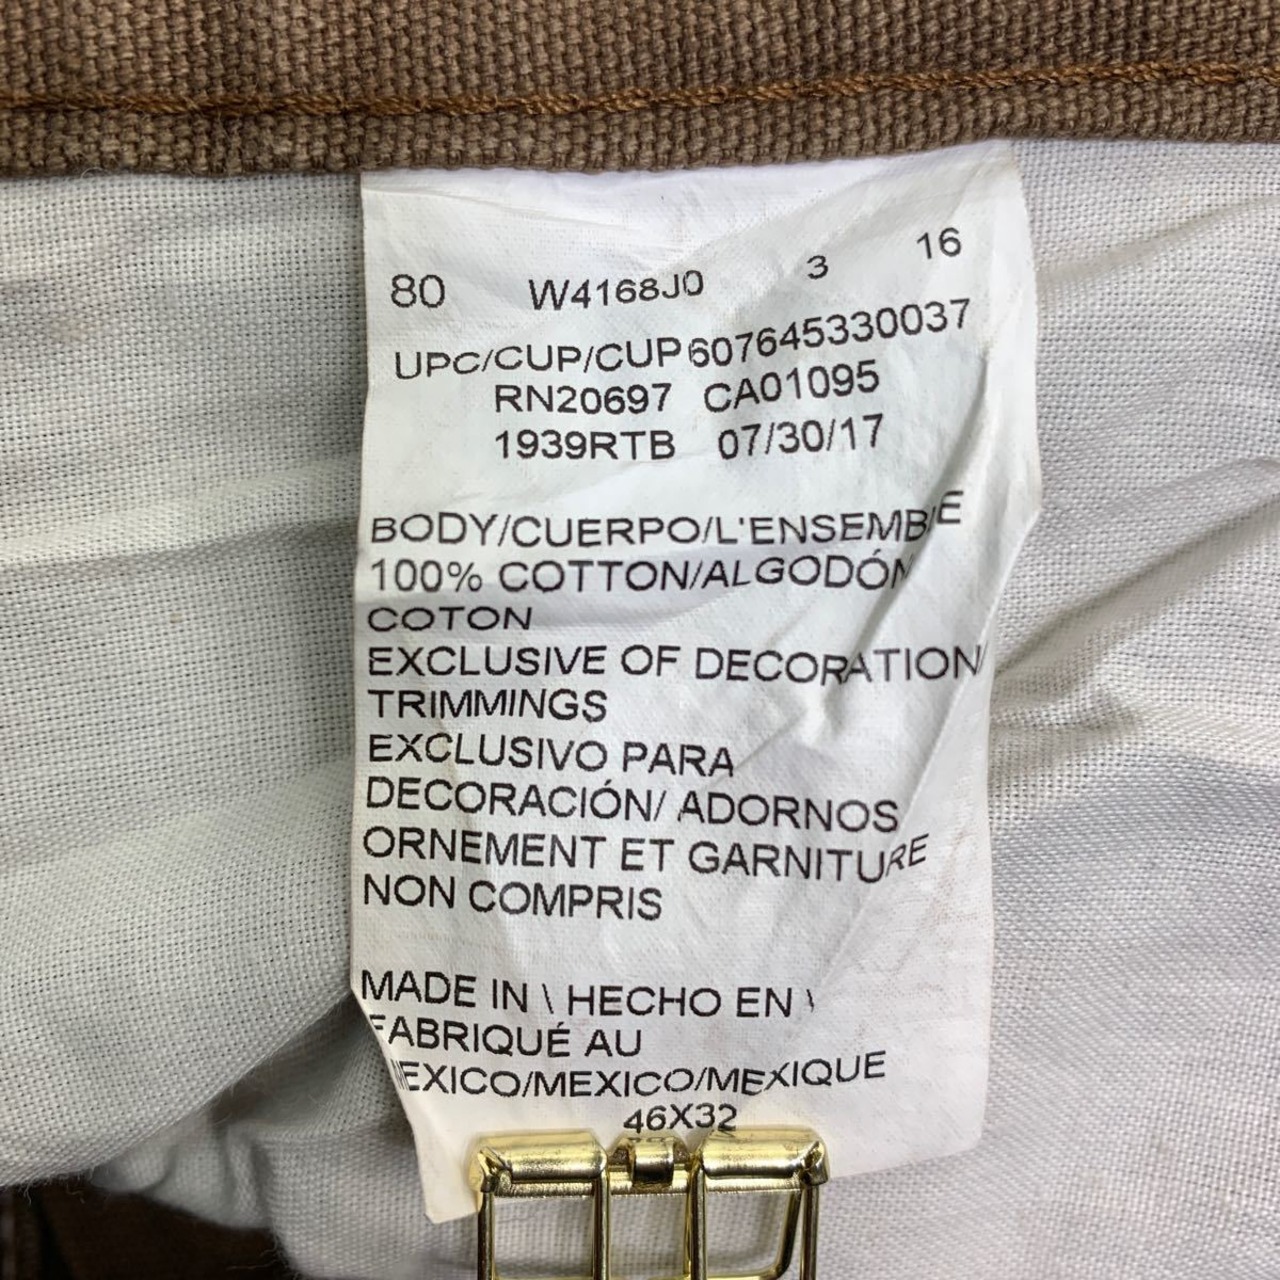 80 W4168J0 3 16
UPC/CUP/CUP 607645330037
RN20697 CA01095
1939RTB 07/30/17
BODY/CUERPO/L'ENSEMBLE
100% COTTON/ALGODÓN
COTON
EXCLUSIVE OF DECORATION/
TRIMMINGS
EXCLUSIVO PARA
DECORACIÓN/ ADORNOS
ORNEMENT ET GARNITURE
NON COMPRIS
MADE IN \ HECHO EN \
FABRIQUÉ AU
MEXICO/MEXICO/MEXIQUE
46X32